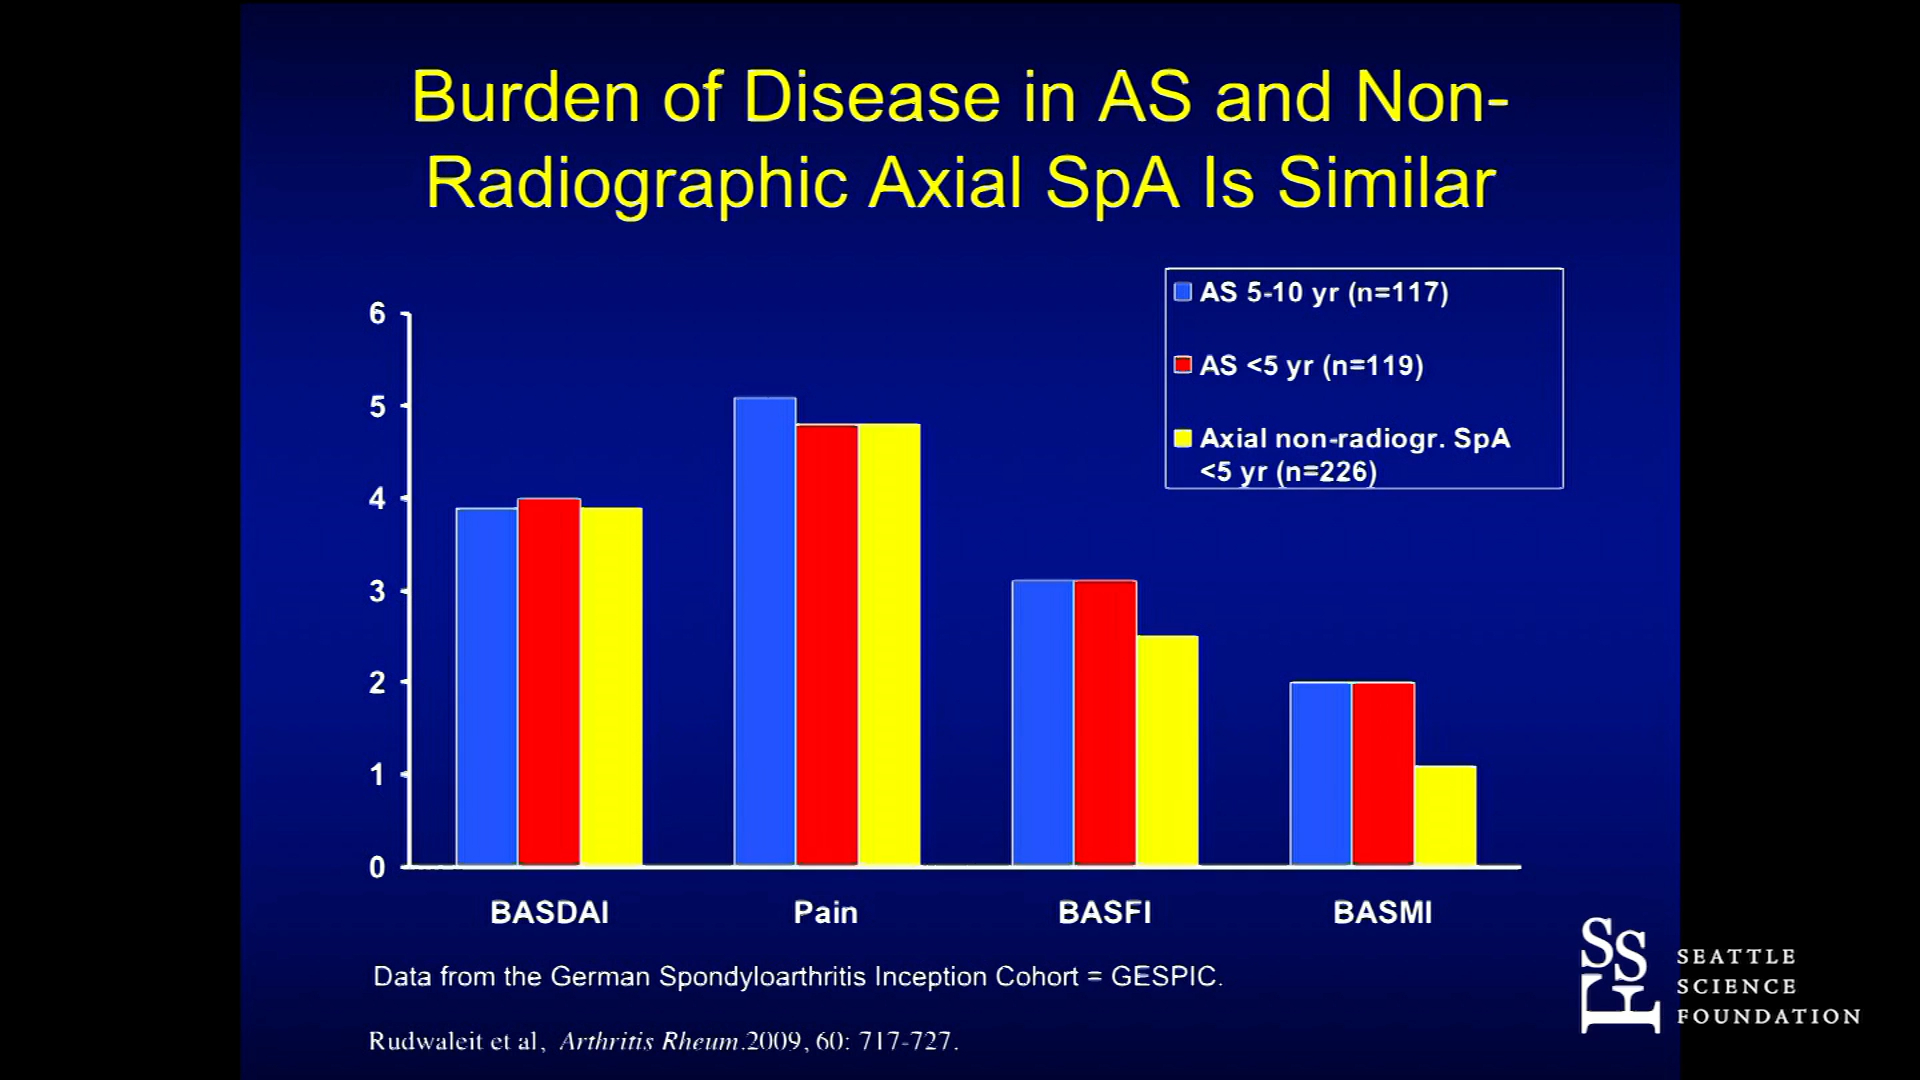 Burden of Disease in AS and Non-
Radiographic Axial SpA Is Similar
AS 5-10 yr (n=117)
AS <5 yr (n=119)
Axial non-radiogr. SpA
<5 yr (n=226)
6
5
4
3
2
1
0
BASDAI Pain BASFI BASMI
Data from the German Spondyloarthritis Inception Cohort = GESPIC.
Rudwaleit et al, Arthritis Rheum.2009, 60: 717-727.
SSF
SEATTLE
SCIENCE
FOUNDATION